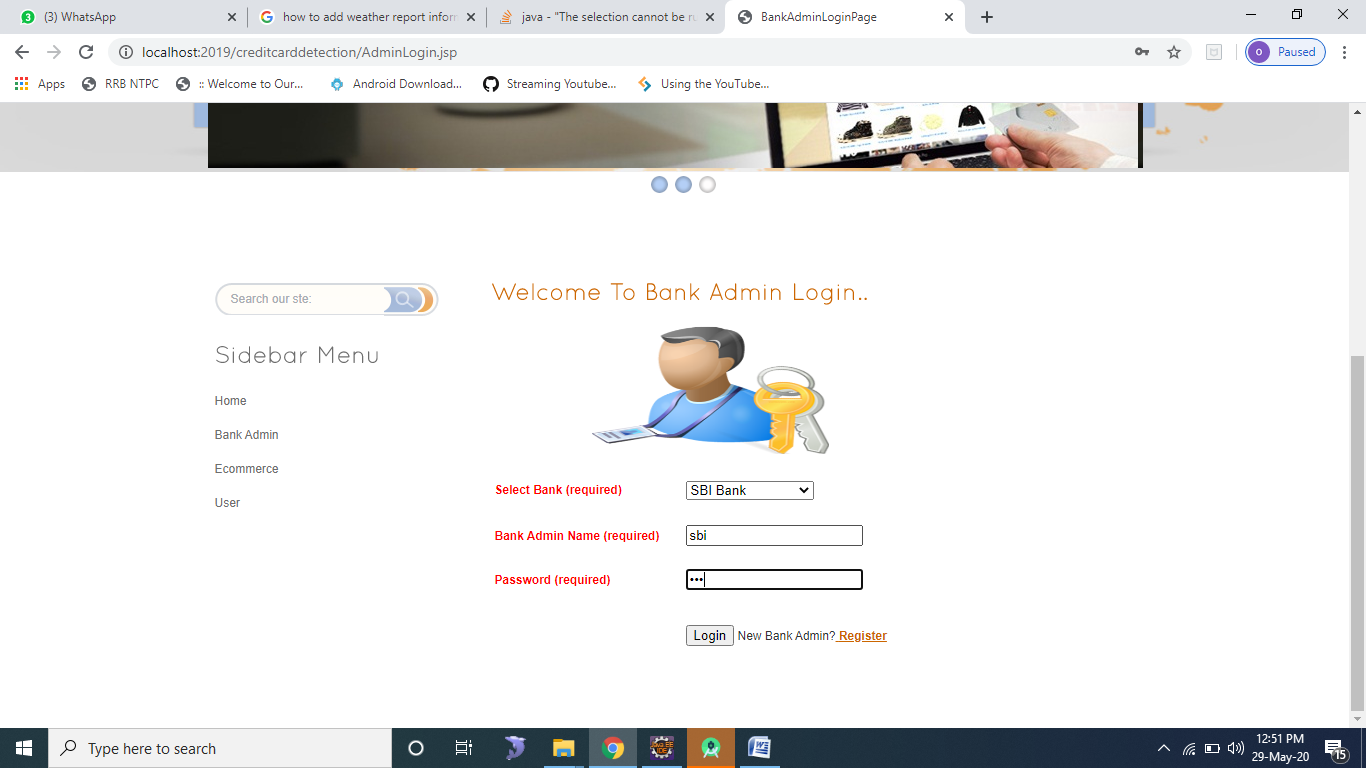 3 (3) WhatsApp
how to add weather report inforn
java - "The selection cannot be ru
BankAdminLoginPage
localhost:2019/creditcarddetection/AdminLogin.jsp
o Paused
Apps
RRB NTPC
:: Welcome to Our...
Android Download...
Streaming Youtube...
Using the YouTube...
Search our ste:
Welcome To Bank Admin Login..
Sidebar Menu
Home
Bank Admin
Ecommerce
User
Select Bank (required)
SBI Bank
Bank Admin Name (required)
sbi
Password (required)
•••
Login New Bank Admin? Register
Type here to search
12:51 PM
29-May-20
15